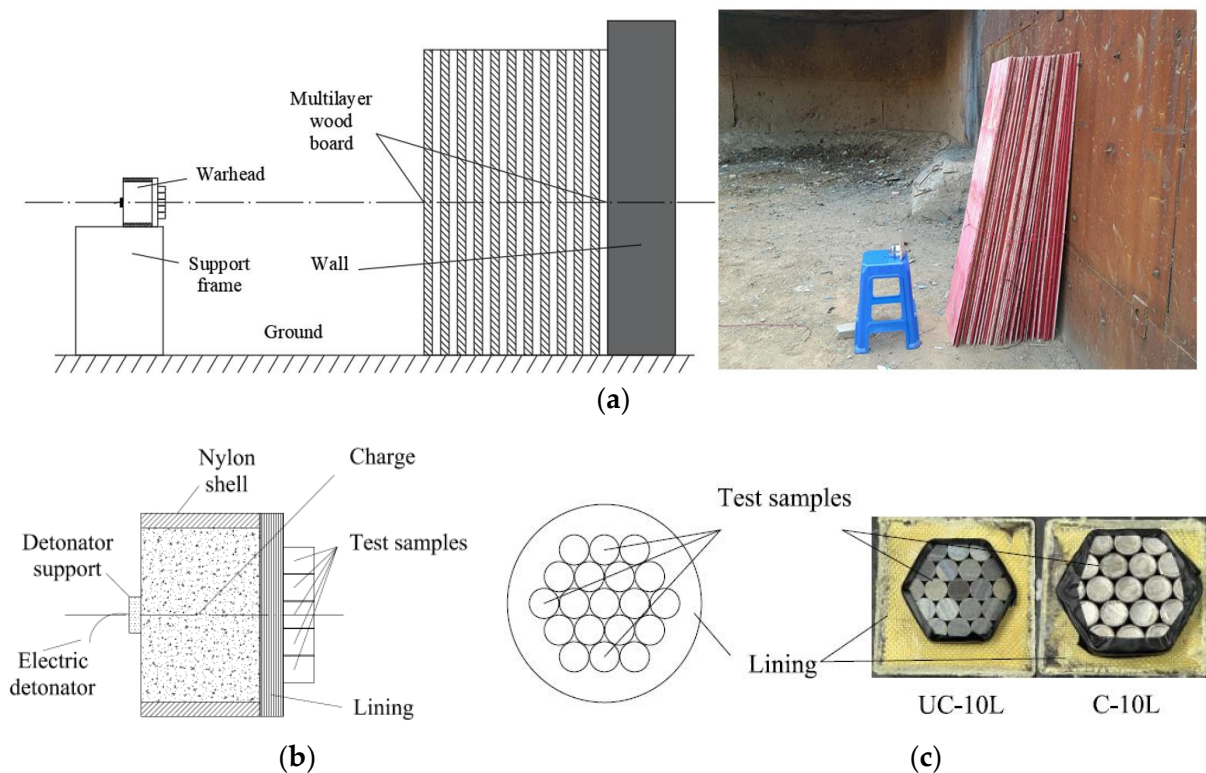 Multilayer
wood
board
Warhead
Support
frame
Wall
Ground
(a)
Nylon
shell
Charge
Detonator
support
Test samples
Electric
detonator
Lining
(b)
Test samples
Lining
UC-10L
C-10L
(c)